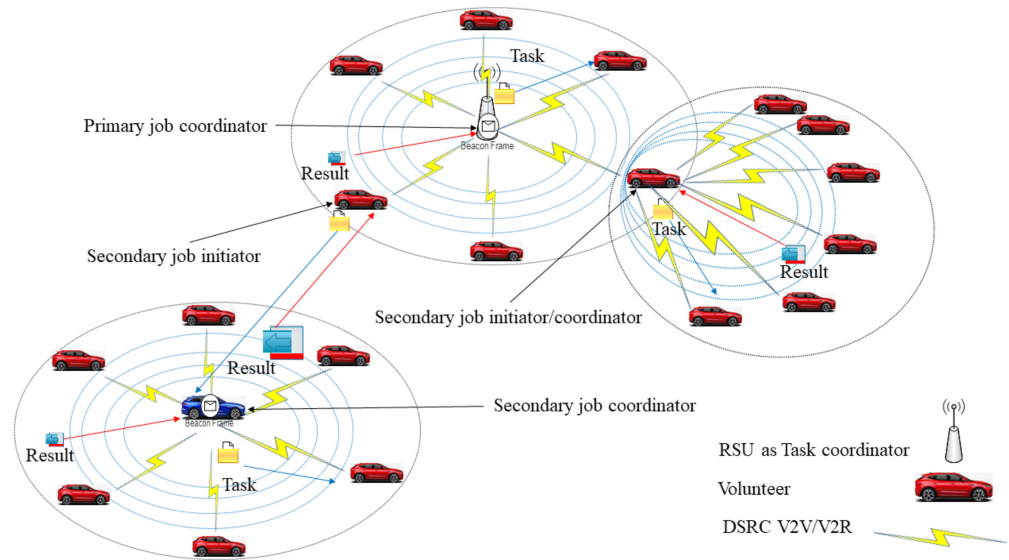 Task
Primary job coordinator
Beacon Frame
Result
Secondary job initiator
Task
Result
Secondary job initiator/coordinator
Result
Secondary job coordinator
Beacon Frame
Result
Task
RSU as Task coordinator
Volunteer
DSRC V2V/V2R